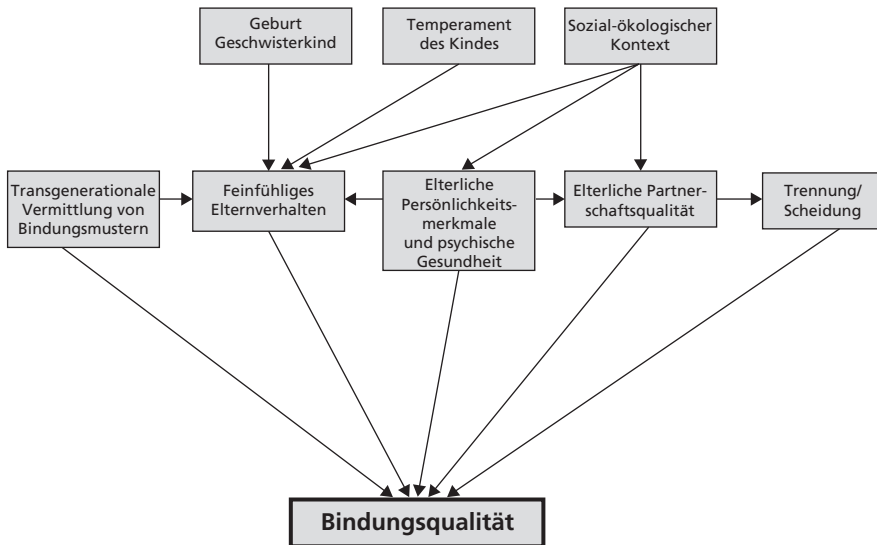 Geburt
Geschwisterkind
Temperament
des Kindes
Sozial-ökologischer
Kontext
Transgenerationale
Vermittlung von
Bindungsmustern
Feinfühliges
Elternverhalten
Elterliche
Persönlichkeits-
merkmale
und psychische
Gesundheit
Elterliche Partner-
schaftsqualität
Trennung/
Scheidung
Bindungsqualität